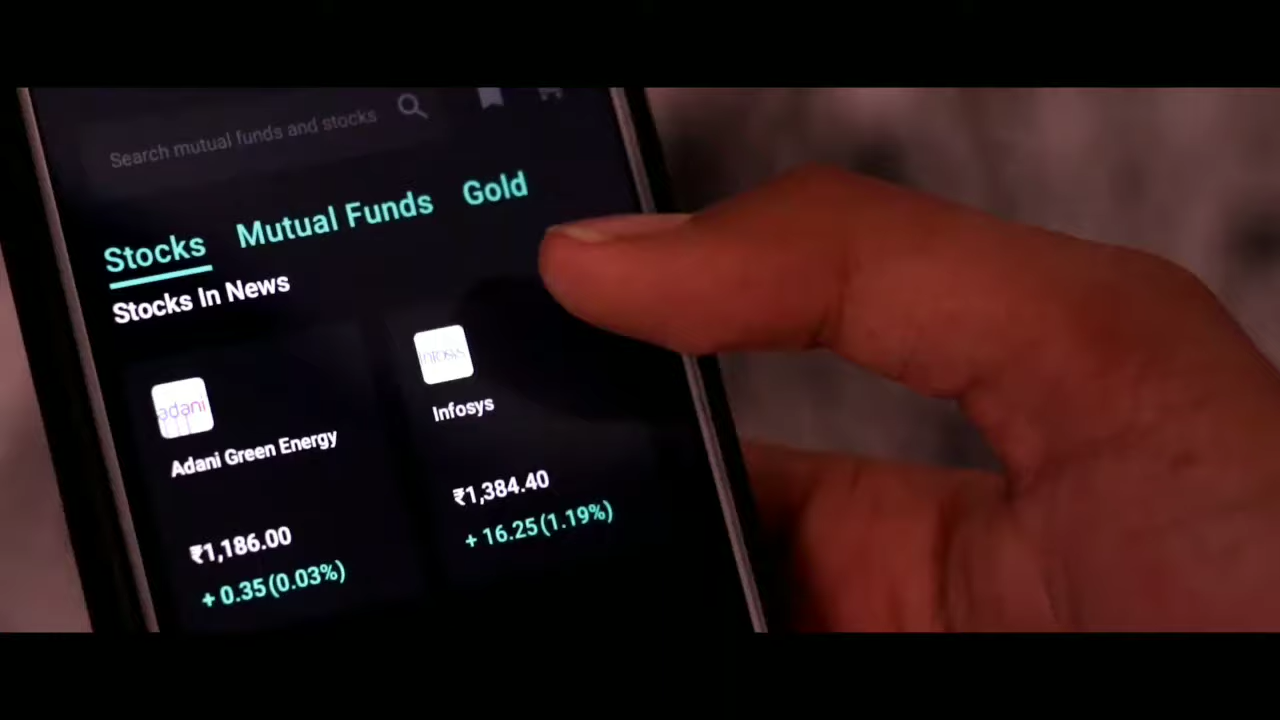 Search mutual funds and stocks
Stocks
Mutual Funds
Gold
Stocks In News
adani
Adani Green Energy
₹1,186.00
+ 0.35 (0.03%)
Infosys
Infosys
₹1,384.40
+ 16.25 (1.19%)